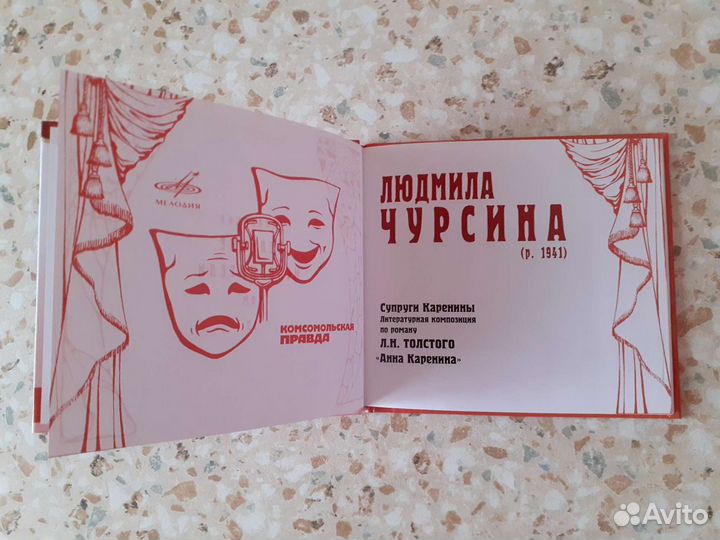 МЕЛОДИЯ
КОМСОМОЛЬСКАЯ
ПРАВДА
ЛЮДМИЛА
ЧУРСИНА
(р. 1941)
Супруги Каренины
Литературная композиция
по роману
Л.Н. ТОЛСТОГО
«Анна Каренина»
Avito